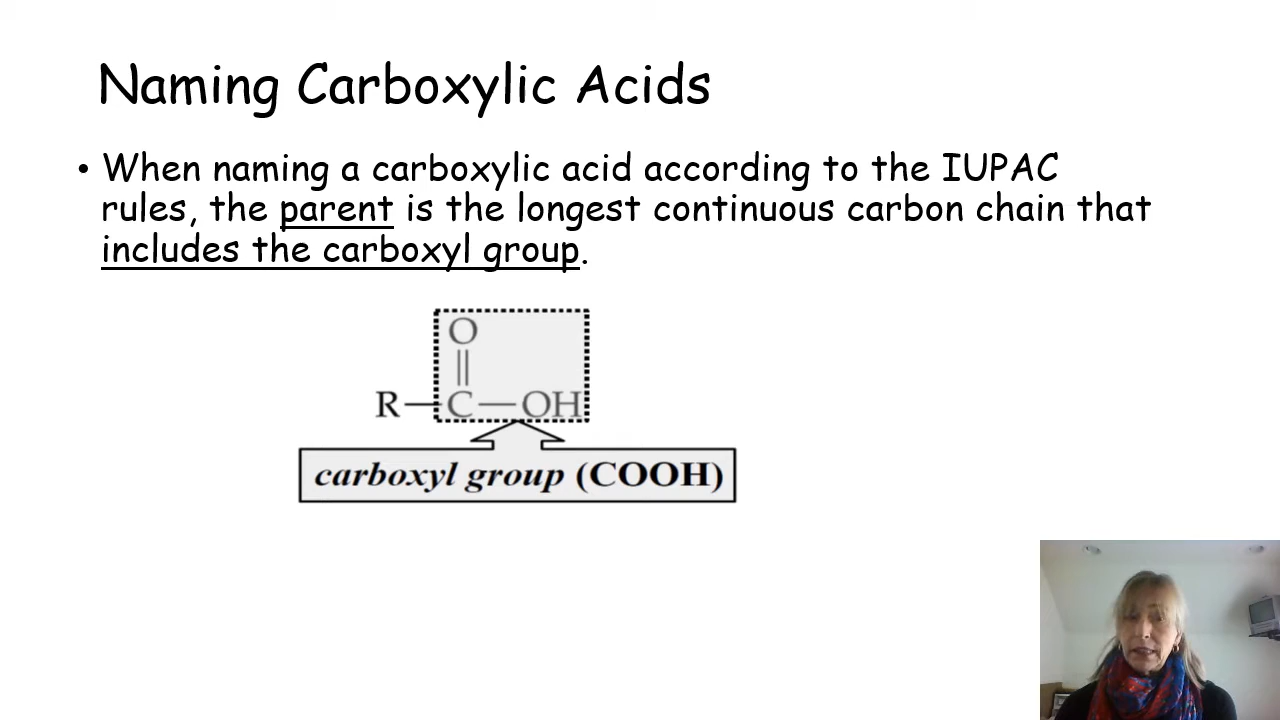 Naming Carboxylic Acids
• When naming a carboxylic acid according to the IUPAC
rules, the parent is the longest continuous carbon chain that
includes the carboxyl group.
O
R—C—OH
carboxyl group (COOH)